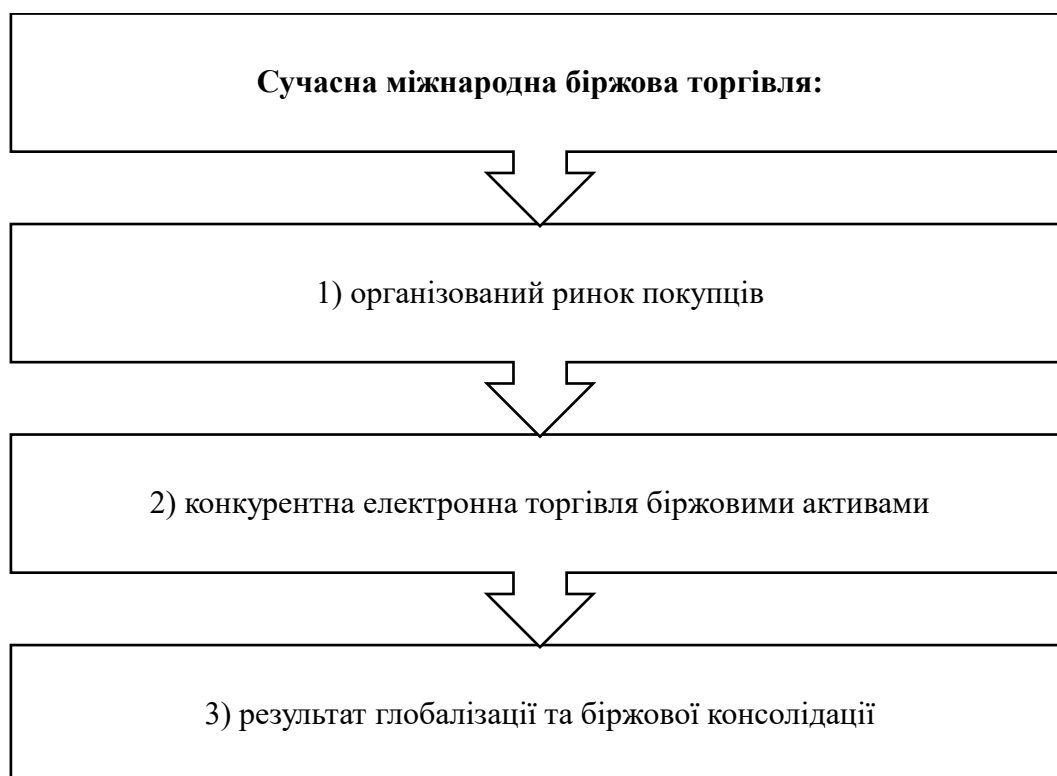 Сучасна міжнародна біржова торгівля:
1) організований ринок покупців
2) конкурентна електронна торгівля біржовими активами
3) результат глобалізації та біржової консолідації